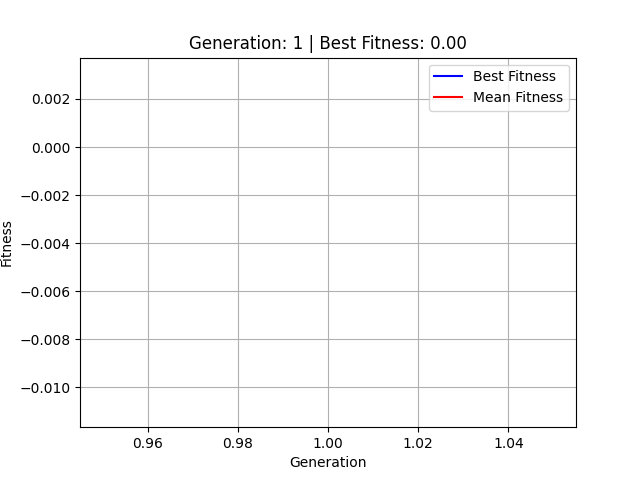 Generation: 1 | Best Fitness: 0.00
Best Fitness
Mean Fitness
0.002
0.000
−0.002
−0.004
−0.006
−0.008
−0.010
Fitness
0.96 0.98 1.00 1.02 1.04
Generation